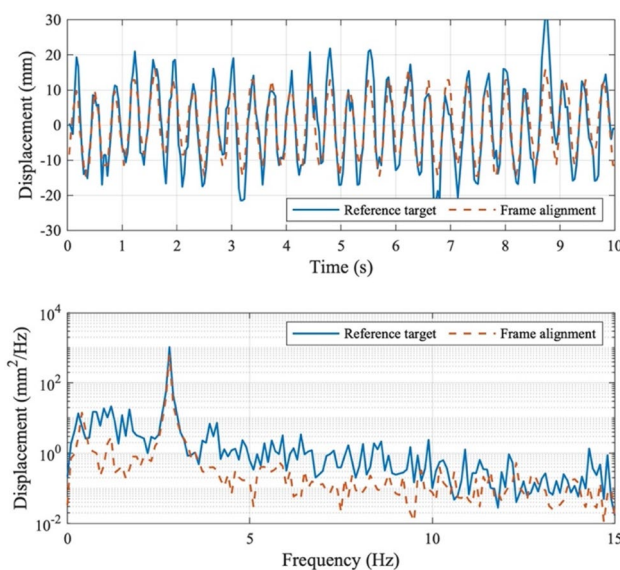 30
20
10
0
-10
-20
-30
Displacement (mm)
Reference target
Frame alignment
0 1 2 3 4 5 6 7 8 9 10
Time (s)
10^4
10^2
10^0
10^-2
Displacement (mm^2/Hz)
Reference target
Frame alignment
0 5 10 15
Frequency (Hz)